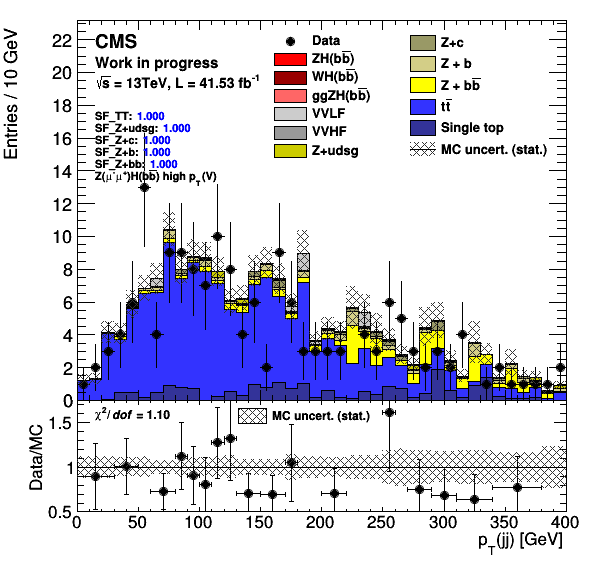 Entries / 10 GeV
CMS
Work in progress
√s = 13TeV, L = 41.53 fb⁻¹
SF_TT: 1.000
SF_Z+udsg: 1.000
SF_Z+c: 1.000
SF_Z+b: 1.000
SF_Z+bb: 1.000
Z(μ⁻μ⁺)H(bb̅) high p_T(V)
Data
ZH(bb̅)
WH(bb̅)
ggZH(bb̅)
VVLF
VVHF
Z+udsg
Z+c
Z + b
Z + bb̅
tt̅
Single top
MC uncert. (stat.)
22
20
18
16
14
12
10
8
6
4
2
0
χ²/dof = 1.10
MC uncert. (stat.)
Data/MC
1.5
1
0.5
0 50 100 150 200 250 300 350 400
p_T(jj) [GeV]